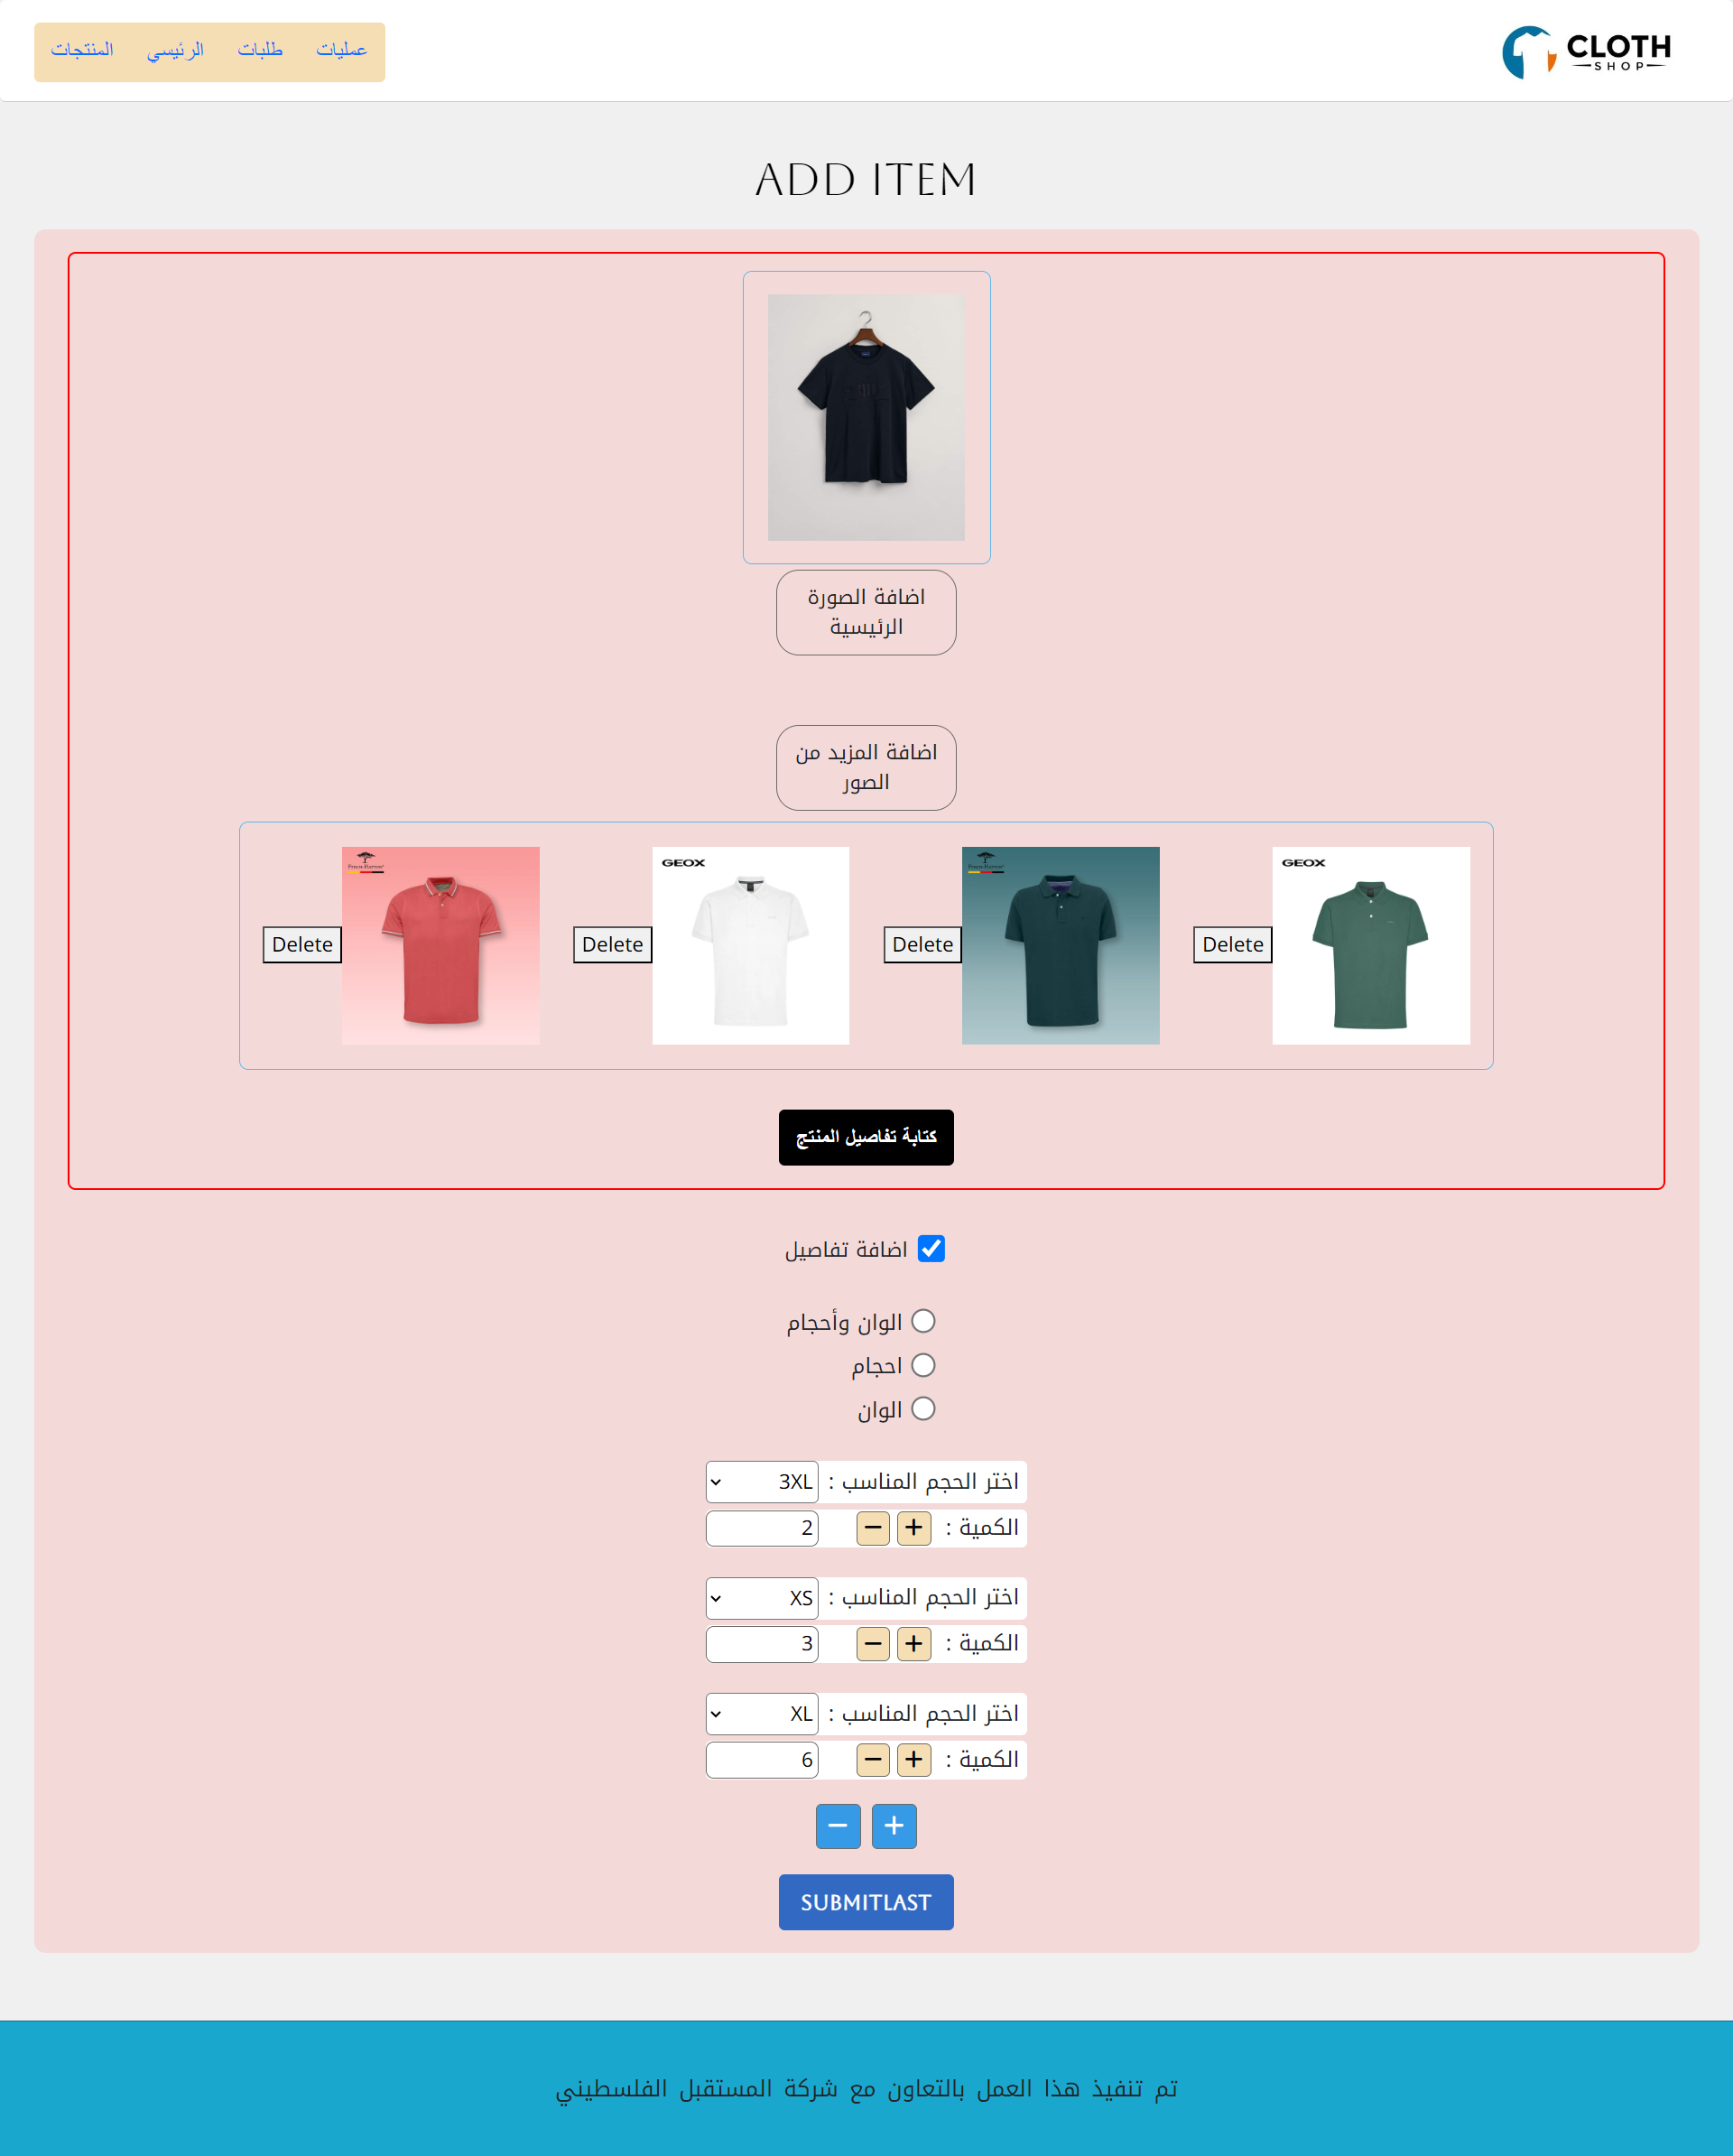 CLOTH
SHOP
عمليات
طلبات
الرئيسي
المنتجات
ADD ITEM
اضافة الصورة
الرئيسية
اضافة المزيد من
الصور
GEOX
Delete
Delete
GEOX
Delete
Delete
كتابة تفاصيل المنتج
اضافة تفاصيل
الوان وأحجام
احجام
الوان
اختر الحجم المناسب : 3XL
الكمية : + − 2
اختر الحجم المناسب : XS
الكمية : + − 3
اختر الحجم المناسب : XL
الكمية : + − 6
+ −
SUBMITLAST
تم تنفيذ هذا العمل بالتعاون مع شركة المستقبل الفلسطيني